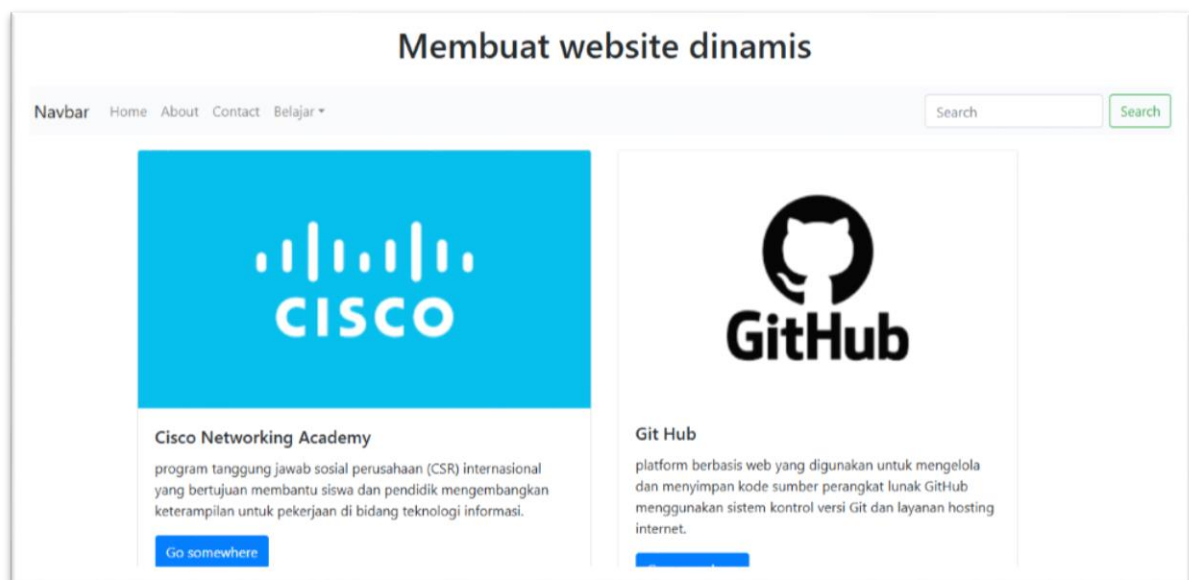 Membuat website dinamis
Navbar Home About Contact Belajar
Search Search
CISCO
Cisco Networking Academy
program tanggung jawab sosial perusahaan (CSR) internasional
yang bertujuan membantu siswa dan pendidik mengembangkan
keterampilan untuk pekerjaan di bidang teknologi informasi.
Go somewhere
GitHub
Git Hub
platform berbasis web yang digunakan untuk mengelola
dan menyimpan kode sumber perangkat lunak GitHub
menggunakan sistem kontrol versi Git dan layanan hosting
internet.